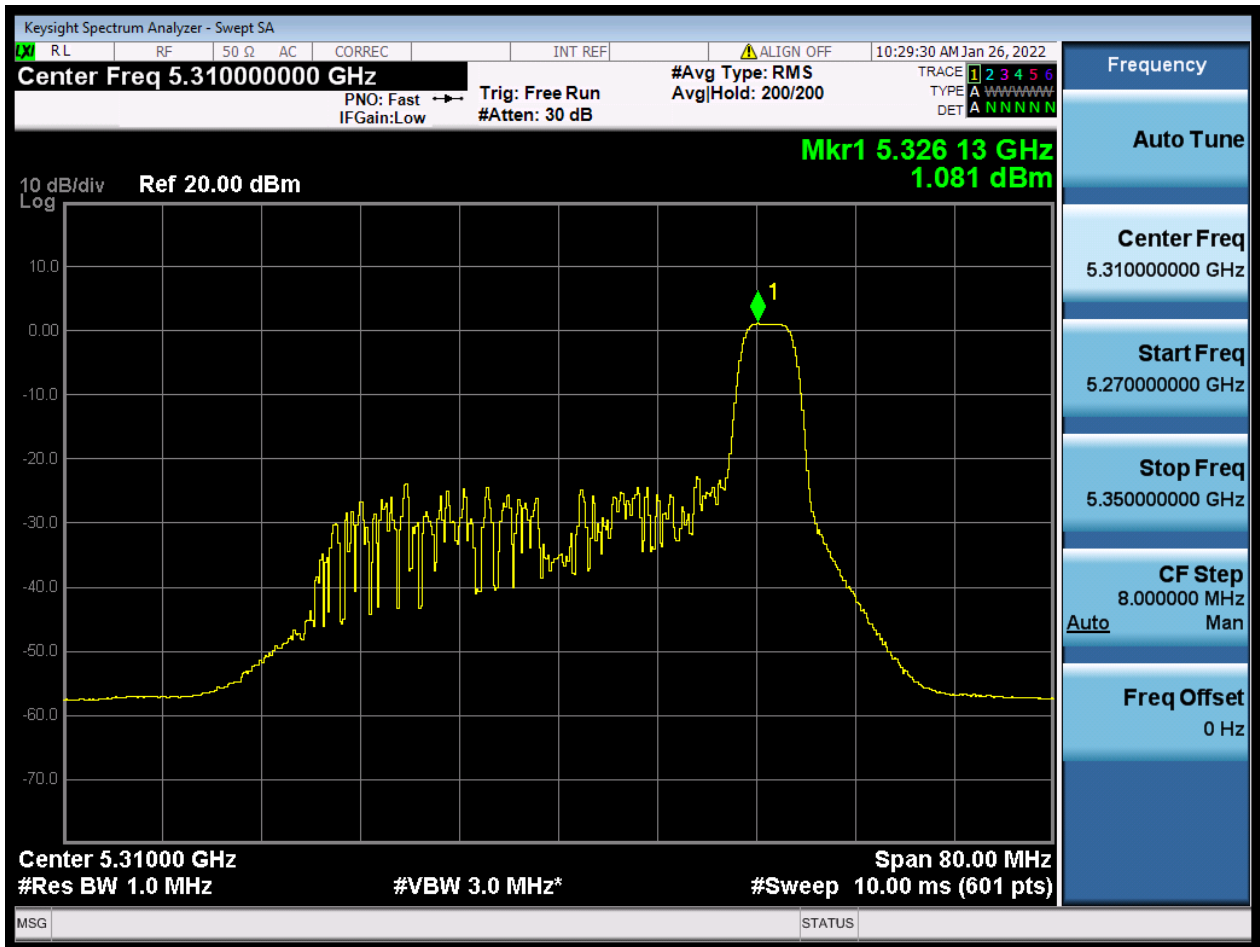 Keysight Spectrum Analyzer - Swept SA
LXI RL RF 50 Ω AC CORREC INT REF ALIGN OFF 10:29:30 AM Jan 26, 2022
Center Freq 5.310000000 GHz
PNO: Fast
IFGain:Low
Trig: Free Run
#Atten: 30 dB
#Avg Type: RMS
Avg|Hold: 200/200
TRACE 1 2 3 4 5 6
TYPE A WWWWW
DET A N N N N N
Mkr1 5.326 13 GHz
1.081 dBm
10 dB/div Ref 20.00 dBm
Log
10.0
0.00
-10.0
-20.0
-30.0
-40.0
-50.0
-60.0
-70.0
1
Center 5.31000 GHz Span 80.00 MHz
#Res BW 1.0 MHz #VBW 3.0 MHz* #Sweep 10.00 ms (601 pts)
MSG STATUS
Frequency
Auto Tune
Center Freq
5.310000000 GHz
Start Freq
5.270000000 GHz
Stop Freq
5.350000000 GHz
CF Step
8.000000 MHz
Auto Man
Freq Offset
0 Hz